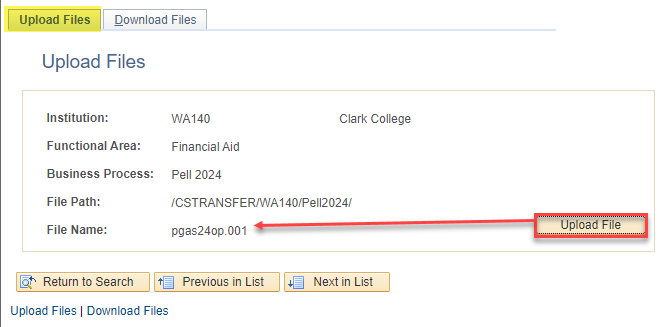 Upload Files Download Files
Upload Files
Institution: WA140 Clark College
Functional Area: Financial Aid
Business Process: Pell 2024
File Path: /CSTRANSFER/WA140/Pell2024/
File Name: pgas24op.001 Upload File
Return to Search Previous in List Next in List
Upload Files | Download Files